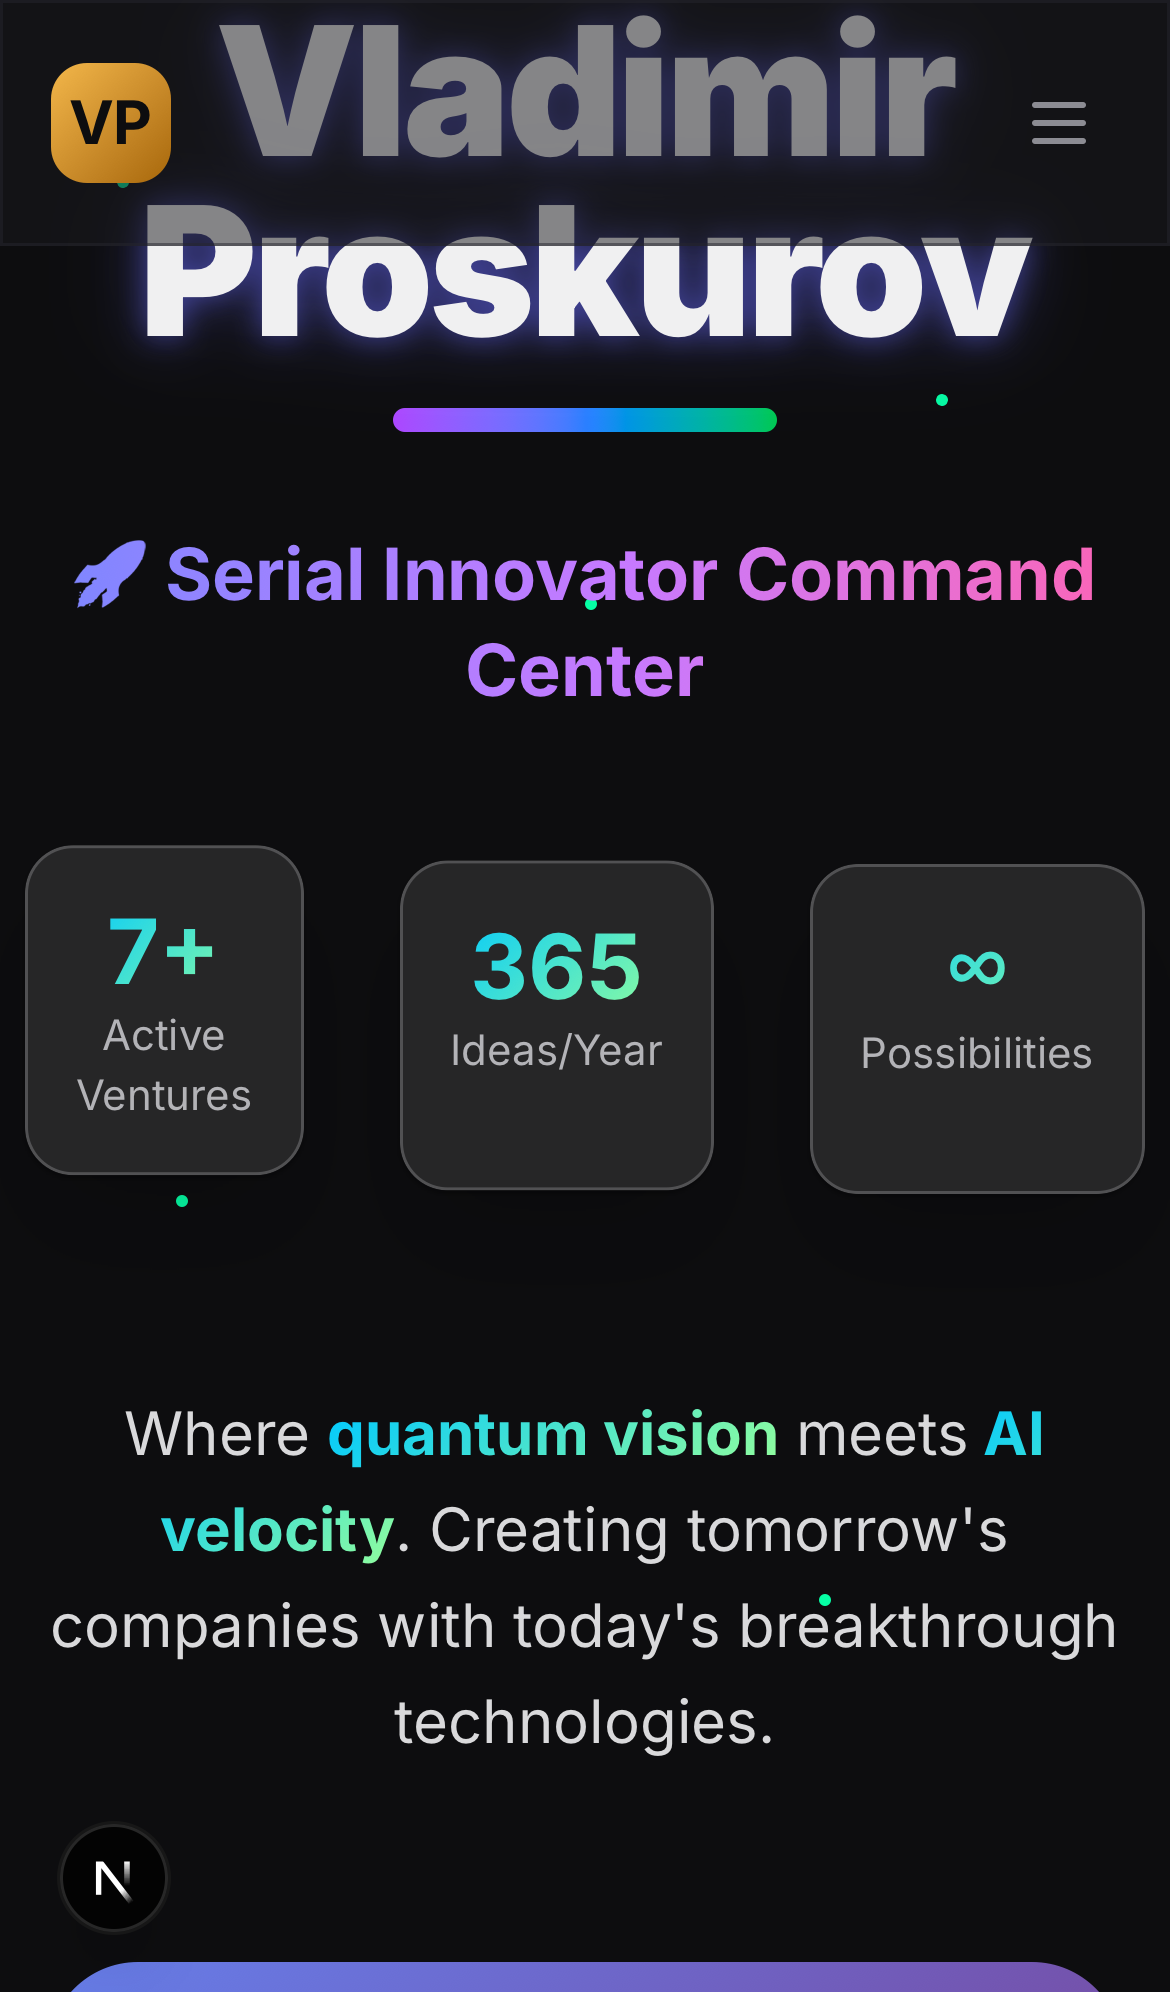 VP
Vladimir
Proskurov
🚀 Serial Innovator Command
Center
7+
Active
Ventures
365
Ideas/Year
∞
Possibilities
Where quantum vision meets AI
velocity. Creating tomorrow's
companies with today's breakthrough
technologies.
N